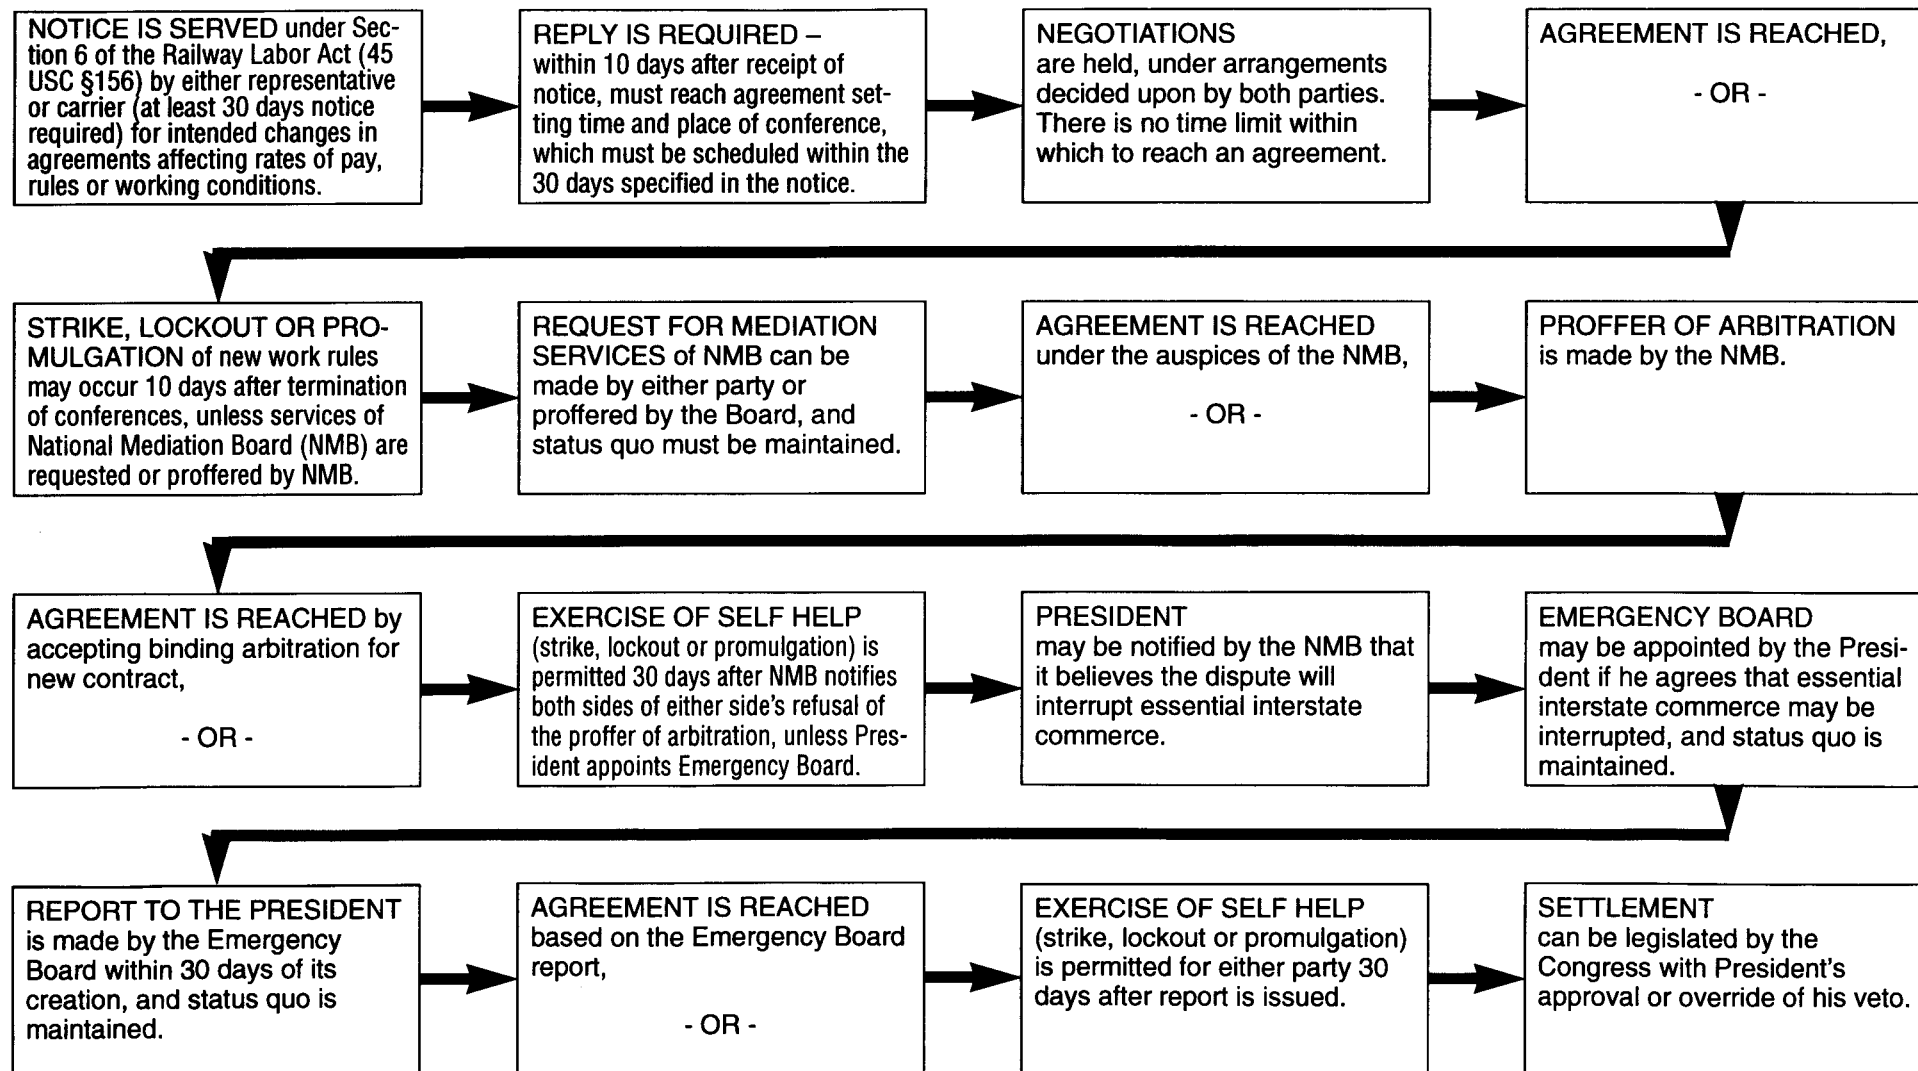 NOTICE IS SERVED under Sec-
tion 6 of the Railway Labor Act (45
USC §156) by either representative
or carrier (at least 30 days notice
required) for intended changes in
agreements affecting rates of pay,
rules or working conditions.
REPLY IS REQUIRED –
within 10 days after receipt of
notice, must reach agreement set-
ting time and place of conference,
which must be scheduled within the
30 days specified in the notice.
NEGOTIATIONS
are held, under arrangements
decided upon by both parties.
There is no time limit within
which to reach an agreement.
AGREEMENT IS REACHED,
- OR -
STRIKE, LOCKOUT OR PRO-
MULGATION of new work rules
may occur 10 days after termination
of conferences, unless services of
National Mediation Board (NMB) are
requested or proffered by NMB.
REQUEST FOR MEDIATION
SERVICES of NMB can be
made by either party or
proffered by the Board, and
status quo must be maintained.
AGREEMENT IS REACHED
under the auspices of the NMB,
- OR -
PROFFER OF ARBITRATION
is made by the NMB.
AGREEMENT IS REACHED by
accepting binding arbitration for
new contract,
- OR -
EXERCISE OF SELF HELP
(strike, lockout or promulgation) is
permitted 30 days after NMB notifies
both sides of either side's refusal of
the proffer of arbitration, unless Pres-
ident appoints Emergency Board.
PRESIDENT
may be notified by the NMB that
it believes the dispute will
interrupt essential interstate
commerce.
EMERGENCY BOARD
may be appointed by the Presi-
dent if he agrees that essential
interstate commerce may be
interrupted, and status quo is
maintained.
REPORT TO THE PRESIDENT
is made by the Emergency
Board within 30 days of its
creation, and status quo is
maintained.
AGREEMENT IS REACHED
based on the Emergency Board
report,
- OR -
EXERCISE OF SELF HELP
(strike, lockout or promulgation)
is permitted for either party 30
days after report is issued.
SETTLEMENT
can be legislated by the
Congress with President's
approval or override of his veto.